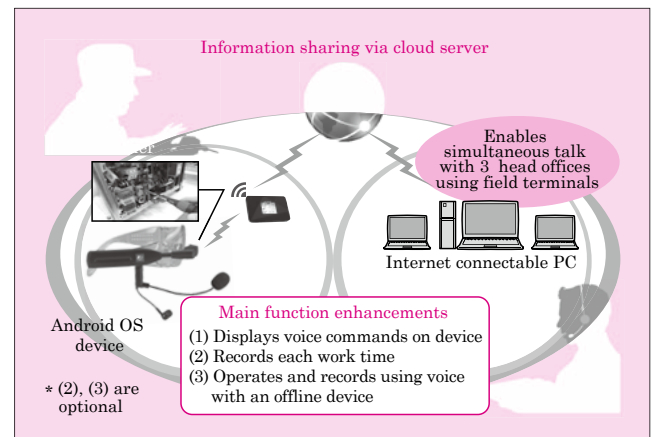 Information sharing via cloud server
Enables
simultaneous talk
with 3 head offices
using field terminals
Internet connectable PC
Android OS
device
Main function enhancements
(1) Displays voice commands on device
(2) Records each work time
(3) Operates and records using voice
with an offline device
* (2), (3) are
optional